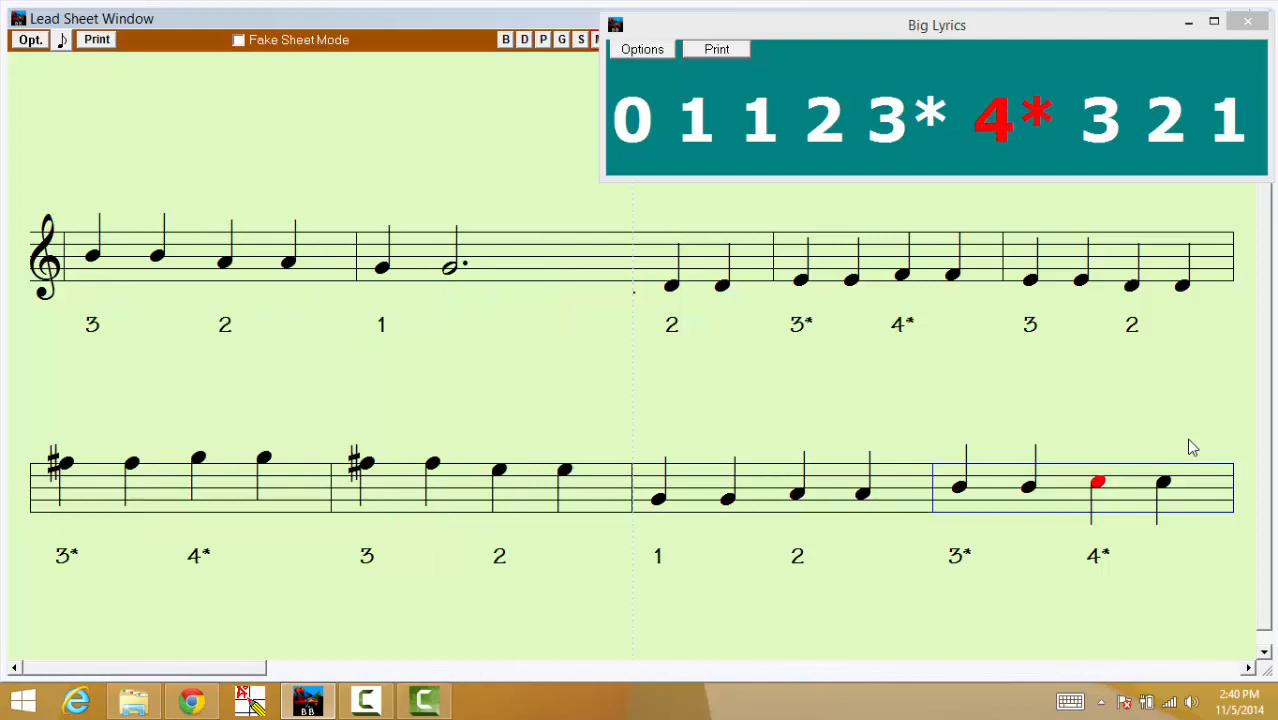 Lead Sheet Window
Big Lyrics
Opt. Print Fake Sheet Mode B D P G S
Options Print
0 1 1 2 3* 4* 3 2 1
3 2 1 2 3* 4* 3 2
3* 4* 3 2 1 2 3* 4*
2:40 PM
11/5/2014